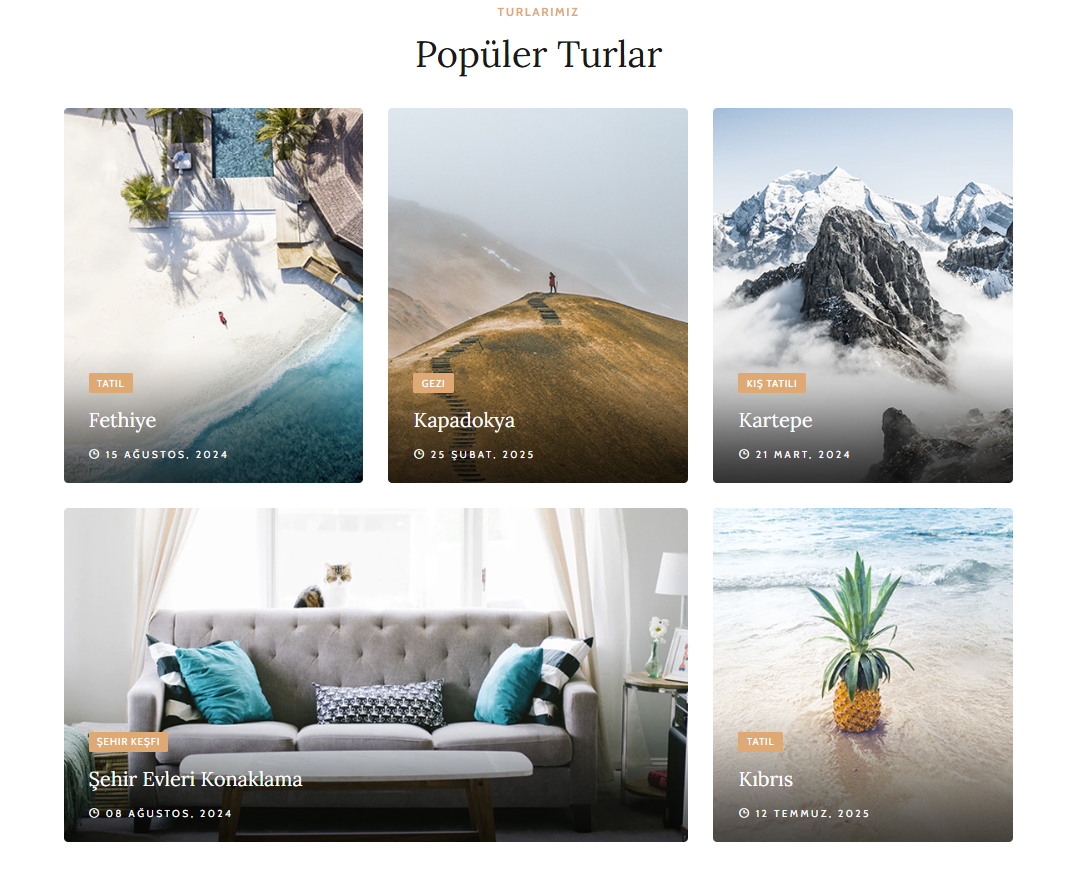 TURLARIMIZ
Popüler Turlar
TATIL
Fethiye
15 AĞUSTOS, 2024
GEZI
Kapadokya
25 ŞUBAT, 2025
KIŞ TATILI
Kartepe
21 MART, 2024
ŞEHIR KEŞFI
Şehir Evleri Konaklama
08 AĞUSTOS, 2024
TATIL
Kıbrıs
12 TEMMUZ, 2025